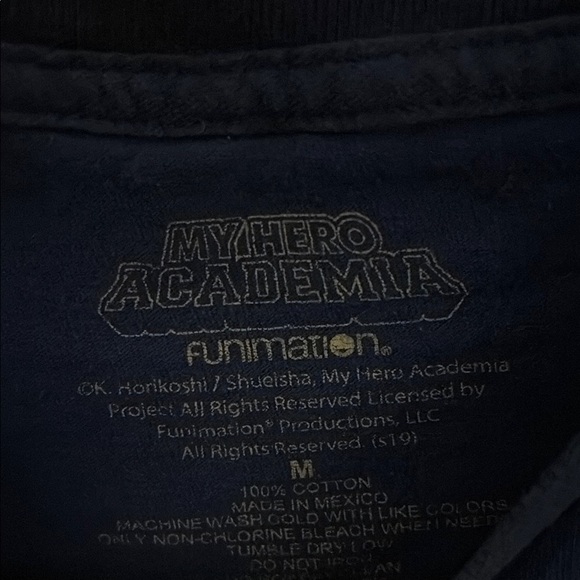 MY HERO
ACADEMIA
FUNIMATION®
©K. Horikoshi / Shueisha, My Hero Academia
Project All Rights Reserved Licensed by
Funimation® Productions, LLC
All Rights Reserved. (s19)
M
100% COTTON
MADE IN MEXICO
MACHINE WASH COLD WITH LIKE COLORS
ONLY NON-CHLORINE BLEACH WHEN NEED
TUMBLE DRY LOW
DO NOT IRON